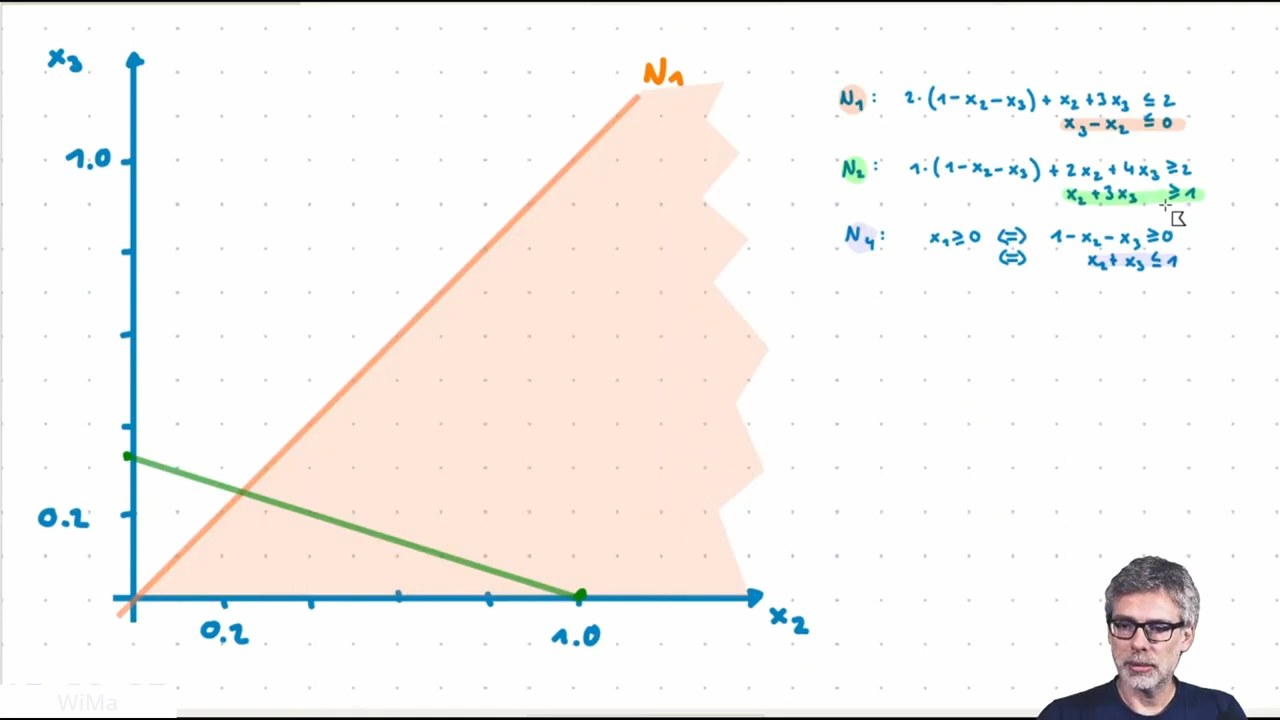 x₃
N₁
1.0
0.2
0.2
1.0
x₂
N₁: 2·(1-x₂-x₃) + x₂ + 3x₃ ≤ 2
x₃ - x₂ ≤ 0
N₂: 1·(1-x₂-x₃) + 2x₂ + 4x₃ ≥ 2
x₂ + 3x₃ ≥ 1
N₄: x₁ ≥ 0 ⇔ 1-x₂-x₃ ≥ 0
⇔ x₂ + x₃ ≤ 1
WiMa